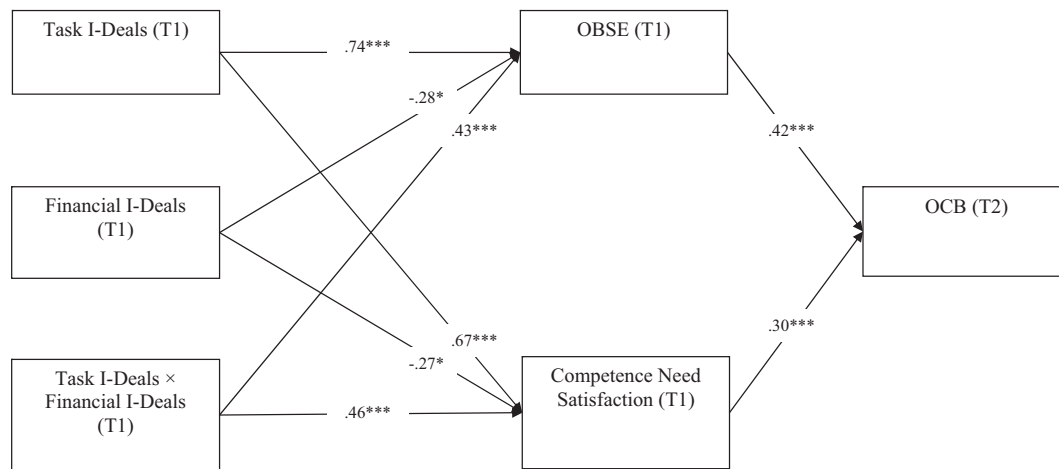 Task I-Deals (T1)
OBSE (T1)
.74***
-.28*
.43***
.42***
Financial I-Deals
(T1)
OCB (T2)
.67***
.30***
-.27*
Task I-Deals ×
Financial I-Deals
(T1)
Competence Need
Satisfaction (T1)
.46***